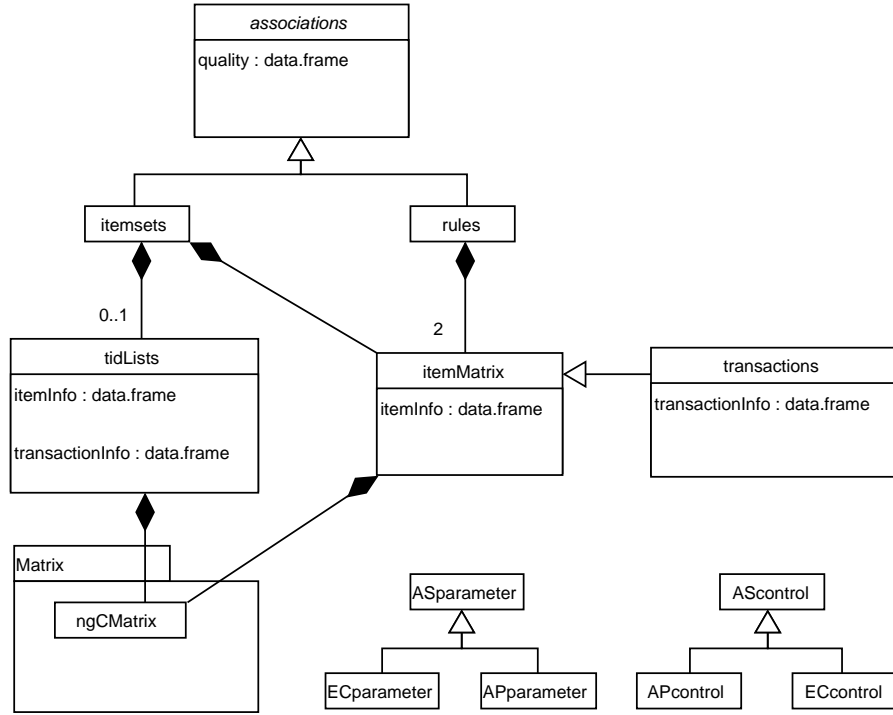 associations
quality : data.frame
itemsets
rules
0..1
2
tidLists
itemInfo : data.frame
transactionInfo : data.frame
itemMatrix
itemInfo : data.frame
transactions
transactionInfo : data.frame
Matrix
ngCMatrix
ASparameter
ECparameter
APparameter
AScontrol
APcontrol
ECcontrol